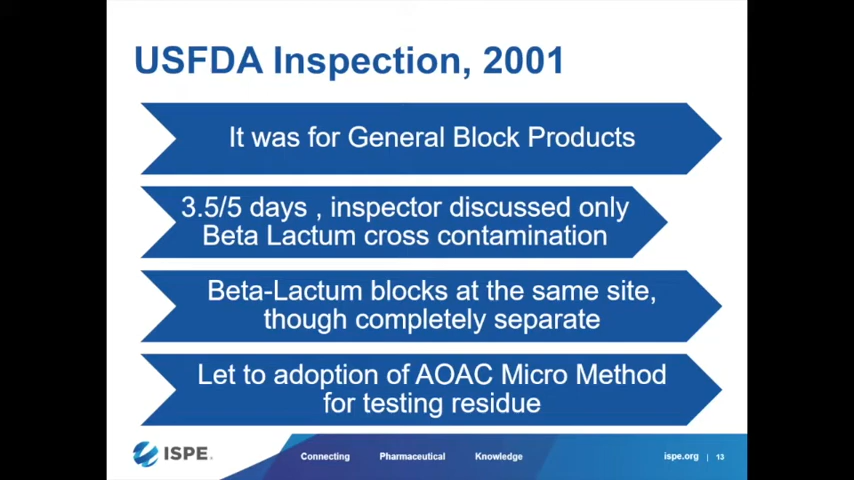 USFDA Inspection, 2001
It was for General Block Products
3.5/5 days , inspector discussed only
Beta Lactum cross contamination
Beta-Lactum blocks at the same site,
though completely separate
Let to adoption of AOAC Micro Method
for testing residue
ISPE.
Connecting Pharmaceutical Knowledge
ispe.org | 13